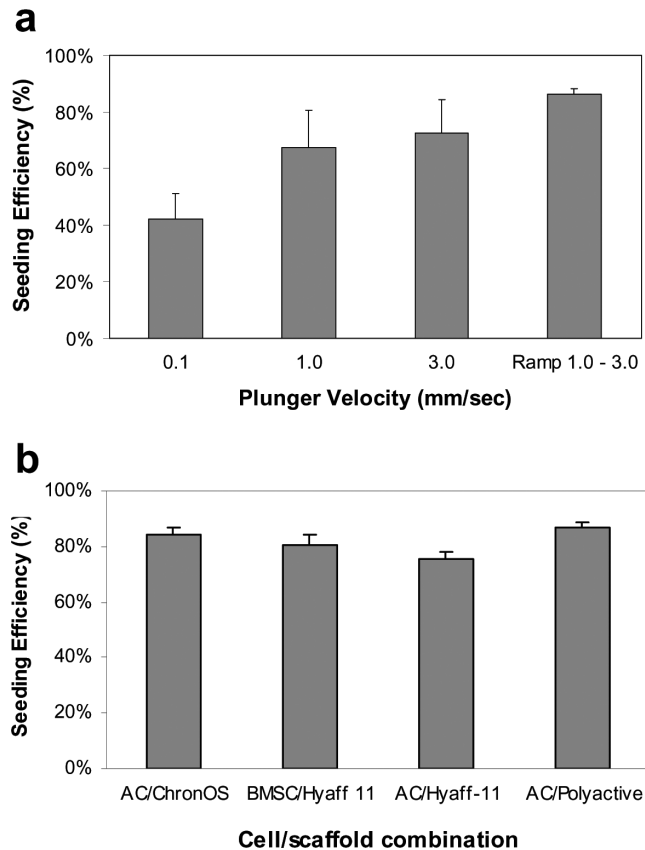 a
100%
80%
60%
40%
20%
0%
Seeding Efficiency (%)
0.1 1.0 3.0 Ramp 1.0 - 3.0
Plunger Velocity (mm/sec)
b
100%
80%
60%
40%
20%
0%
Seeding Efficiency (%)
AC/ChronOS BMSC/Hyaff 11 AC/Hyaff-11 AC/Polyactive
Cell/scaffold combination